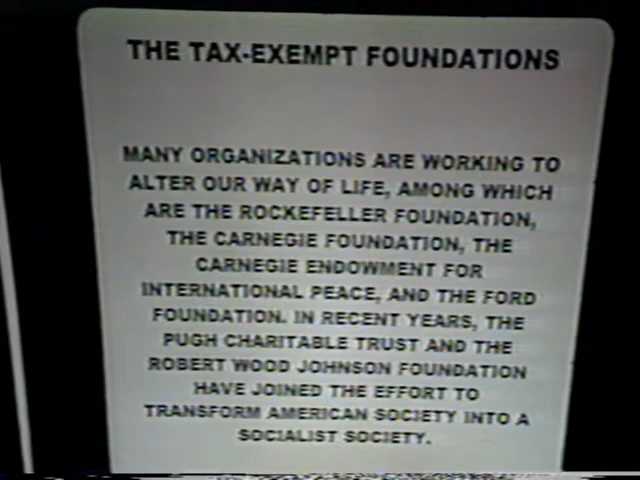 THE TAX-EXEMPT FOUNDATIONS
MANY ORGANIZATIONS ARE WORKING TO
ALTER OUR WAY OF LIFE, AMONG WHICH
ARE THE ROCKEFELLER FOUNDATION,
THE CARNEGIE FOUNDATION, THE
CARNEGIE ENDOWMENT FOR
INTERNATIONAL PEACE, AND THE FORD
FOUNDATION. IN RECENT YEARS, THE
PUGH CHARITABLE TRUST AND THE
ROBERT WOOD JOHNSON FOUNDATION
HAVE JOINED THE EFFORT TO
TRANSFORM AMERICAN SOCIETY INTO A
SOCIALIST SOCIETY.